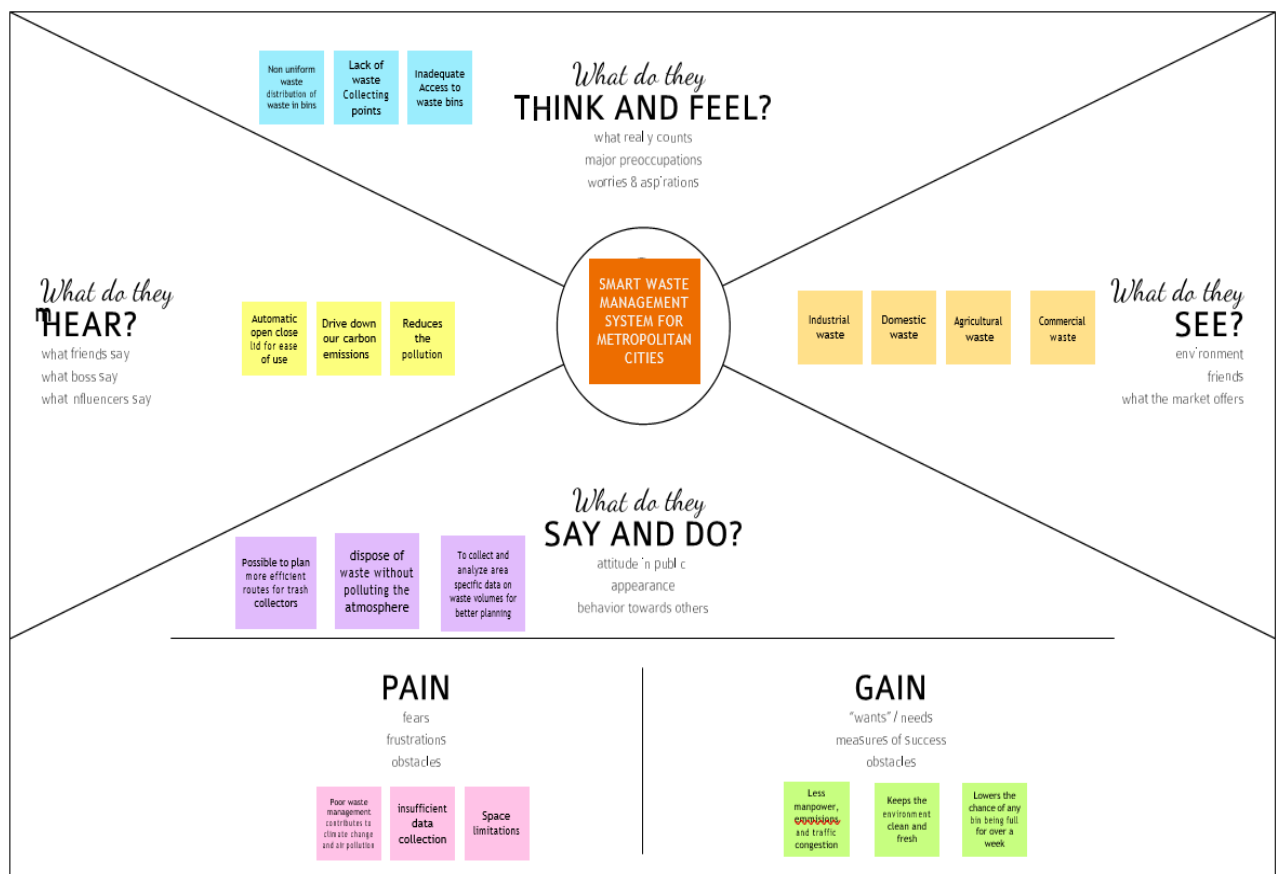 Non uniform
waste
distribution of
waste in bins
Lack of
waste
Collecting
points
Inadequate
Access to
waste bins
What do they
THINK AND FEEL?
what really counts
major preoccupations
worries & aspirations
What do they
HEAR?
what friends say
what boss say
what nfluencers say
Automatic
open close
lid for ease
of use
Drive down
our carbon
emissions
Reduces
the
pollution
SMART WASTE
MANAGEMENT
SYSTEM FOR
METROPOLITAN
CITIES
Industrial
waste
Domestic
waste
Agricultural
waste
Commercial
waste
What do they
SEE?
environment
friends
what the market offers
What do they
SAY AND DO?
attitude in public
appearance
behavior towards others
Possible to plan
more efficient
routes for trash
collectors
dispose of
waste without
polluting the
atmosphere
To collect and
analyze area
specific data on
waste volumes for
better planning
PAIN
fears
frustrations
obstacles
Poor waste
management
contributes to
climate change
and air pollution
insufficient
data
collection
Space
limitations
GAIN
"wants" / needs
measures of success
obstacles
Less
manpower,
emmisions
and traffic
congestion
Keeps the
environment
clean and
fresh
Lowers the
chance of any
bin being full
for over a
week